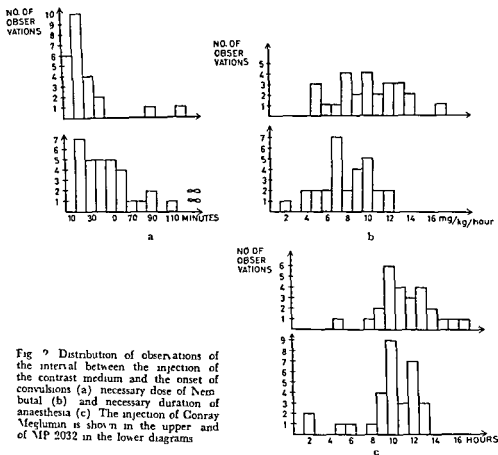 NO. OF
OBSER
VATIONS
10
9
8
7
6
5
4
3
2
1
7
6
5
4
3
2
1
10 30 0 70 90 110 MINUTES
a
NO. OF
OBSER
VATIONS
5
4
3
2
1
7
6
5
4
3
2
1
2 4 6 8 10 12 14 16 mg/kg/hour
b
NO OF
OBSER
VATIONS
6
5
4
3
2
1
9
8
7
6
5
4
3
2
1
2 4 6 8 10 12 14 16 HOURS
c
Fig 2 Distribution of observations of
the interval between the injection of
the contrast medium and the onset of
convulsions (a) necessary dose of Nem
butal (b) and necessary duration of
anaesthesia (c) The injection of Conray
Meglumin is shown in the upper and
of MP 2032 in the lower diagrams